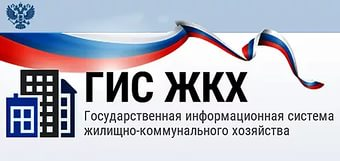 ГИС ЖКХ
Государственная информационная система
жилищно-коммунального хозяйства